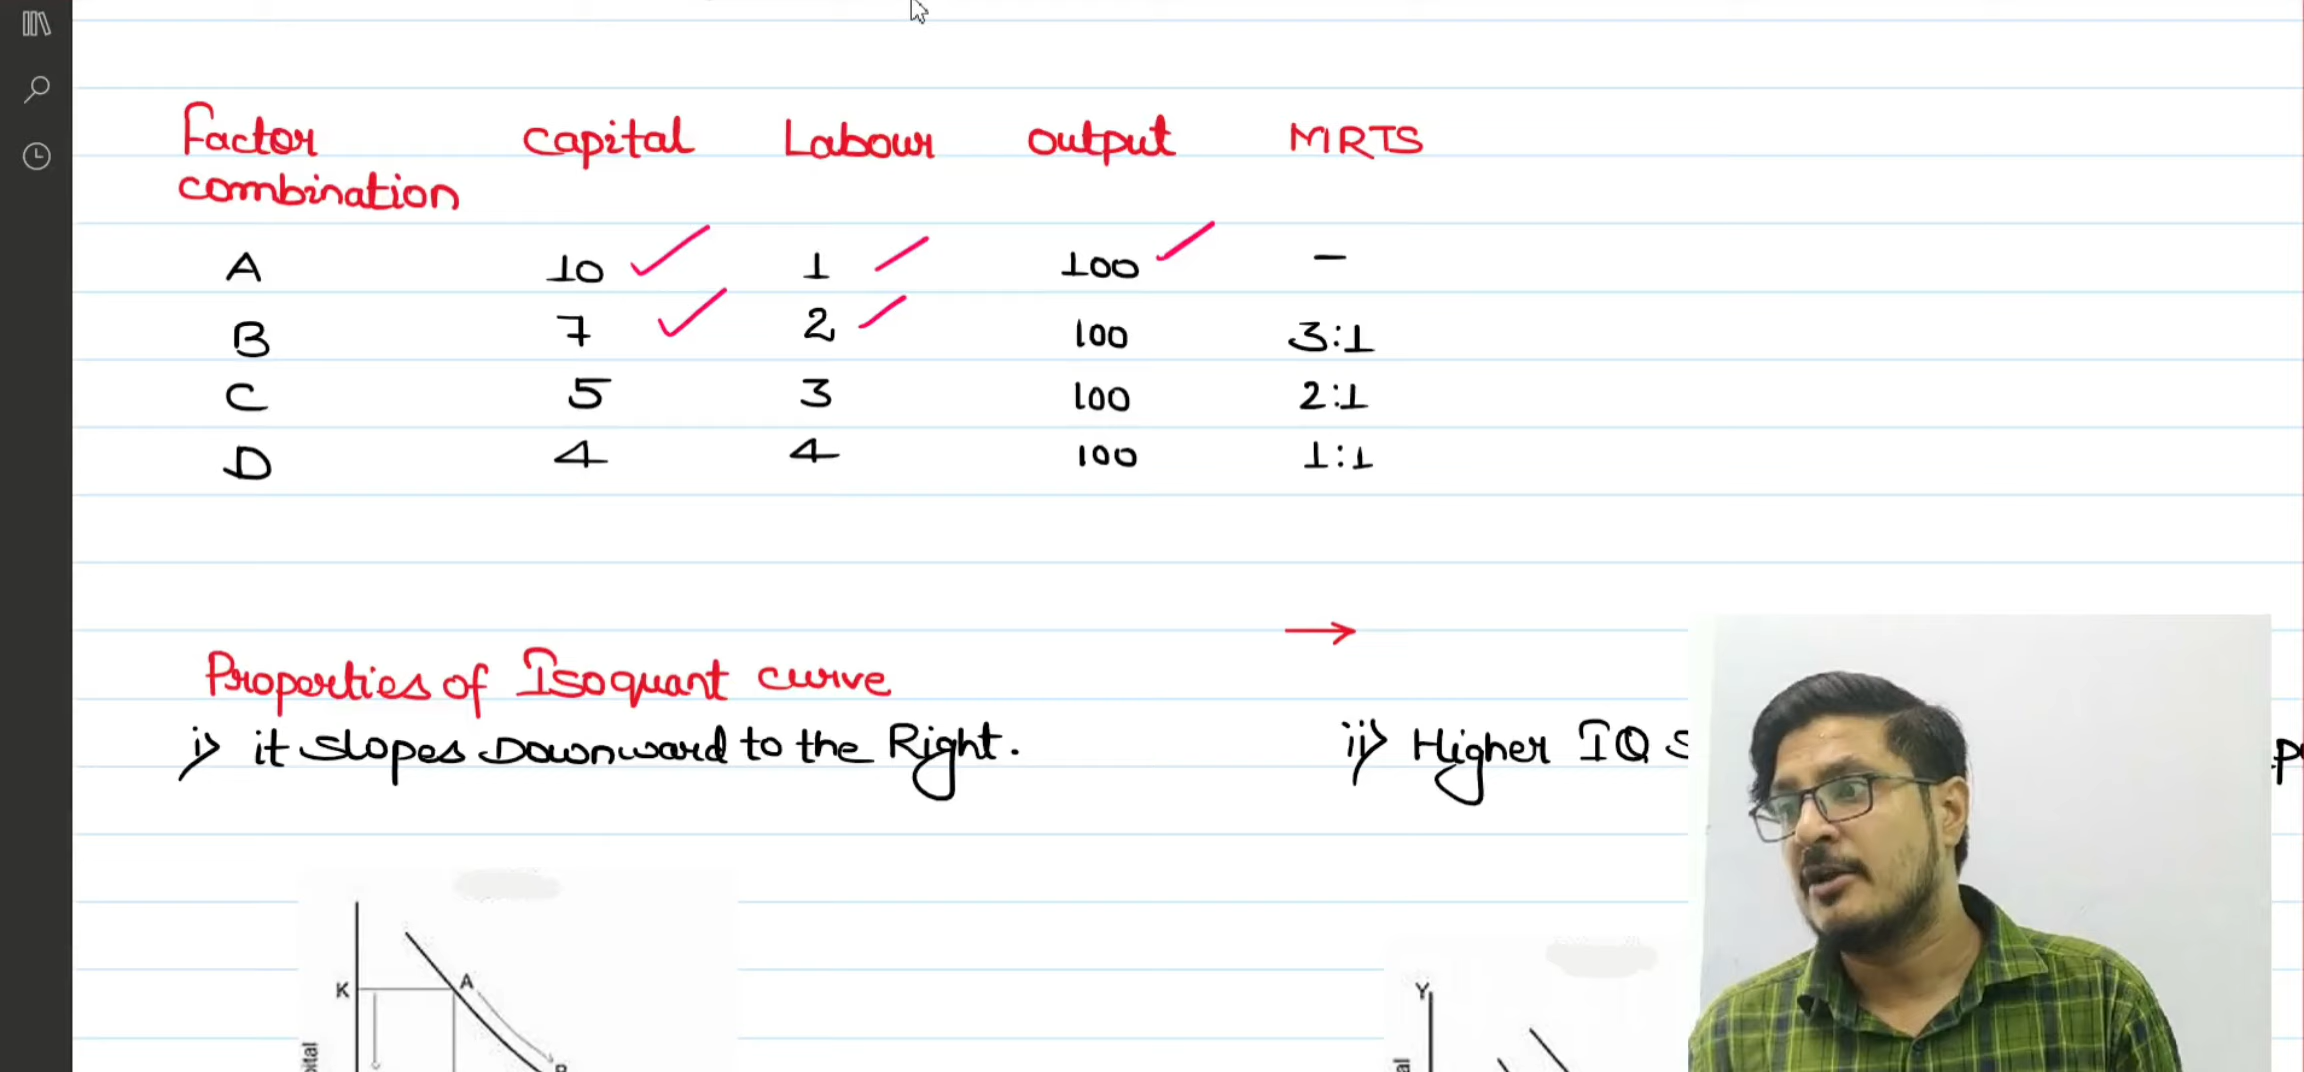 Factor capital Labour output MRTS
combination
A 10 1 100 –
B 7 2 100 3:1
C 5 3 100 2:1
D 4 4 100 1:1
Properties of Isoquant curve
i) it slopes Downward to the Right.
ii) Higher IQ
K
A
Y